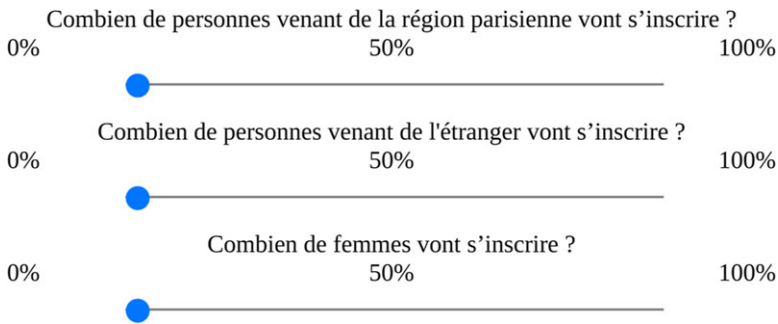 Combien de personnes venant de la région parisienne vont s’inscrire ?
0% 50% 100%
Combien de personnes venant de l'étranger vont s’inscrire ?
0% 50% 100%
Combien de femmes vont s’inscrire ?
0% 50% 100%